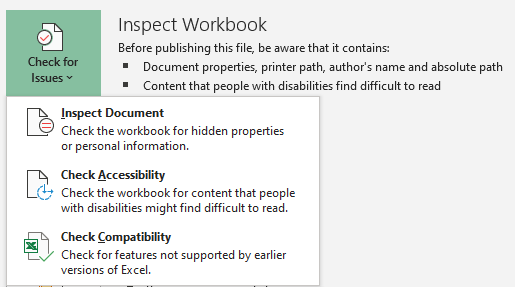 Inspect Workbook
Check for
Issues
Before publishing this file, be aware that it contains:
Document properties, printer path, author's name and absolute path
Content that people with disabilities find difficult to read
Inspect Document
Check the workbook for hidden properties
or personal information.
Check Accessibility
Check the workbook for content that people
with disabilities might find difficult to read.
Check Compatibility
Check for features not supported by earlier
versions of Excel.